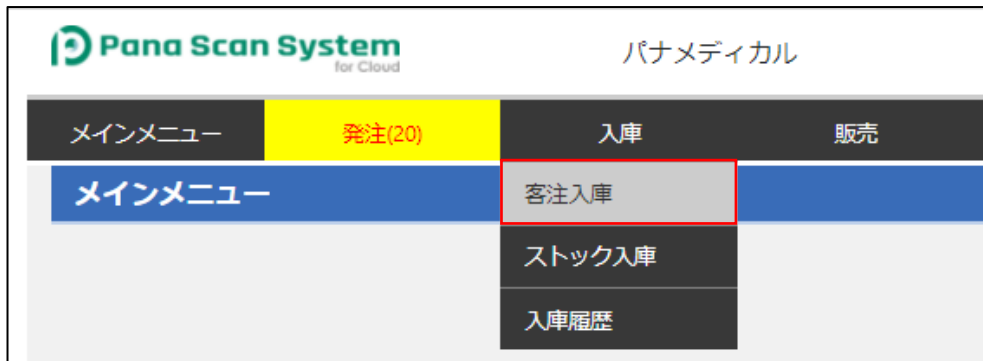 Pana Scan System
for Cloud
パナメディカル
メインメニュー 発注(20) 入庫 販売
メインメニュー 客注入庫
ストック入庫
入庫履歴